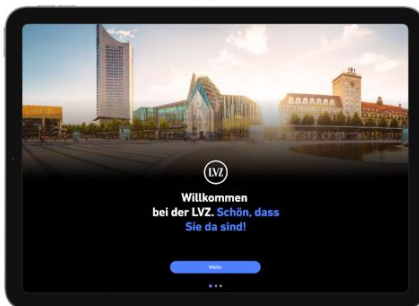 LVZ
Willkommen
bei der LVZ. Schön, dass
Sie da sind!
Weiter